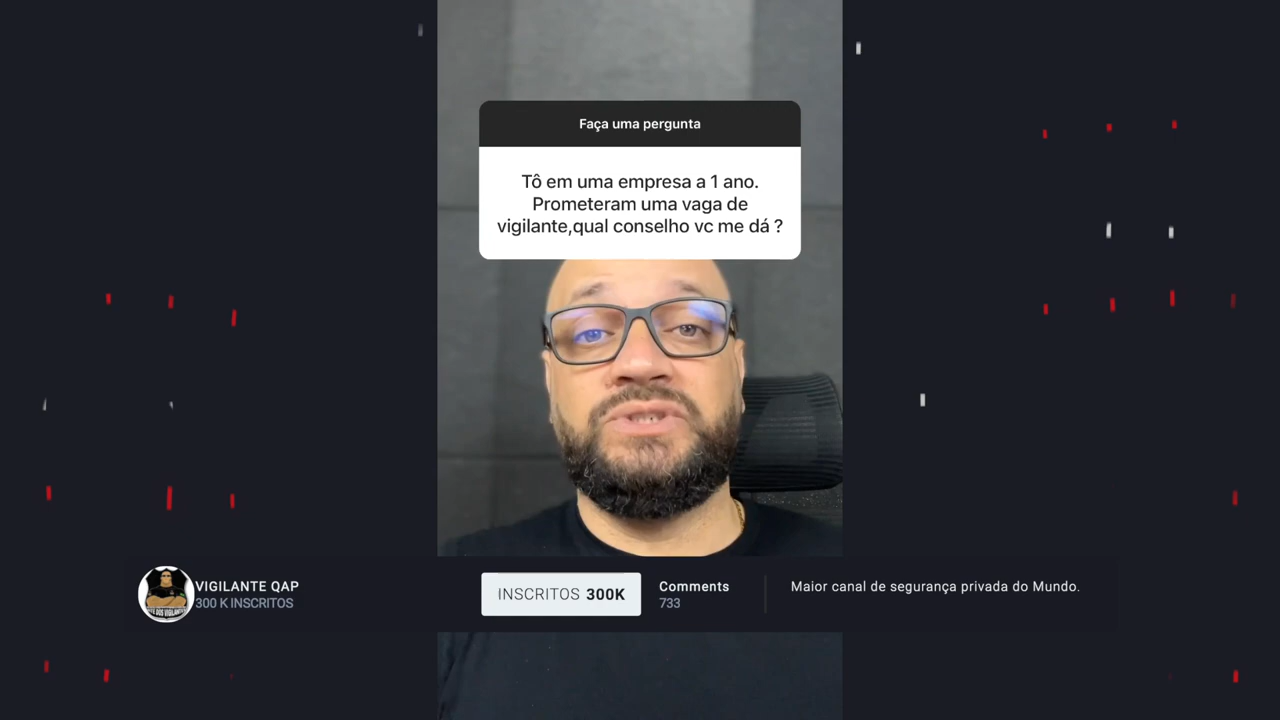 Faça uma pergunta
Tô em uma empresa a 1 ano.
Prometeram uma vaga de
vigilante,qual conselho vc me dá ?
VIGILANTE QAP
300 K INSCRITOS
INSCRITOS 300K
Comments
733
Maior canal de segurança privada do Mundo.